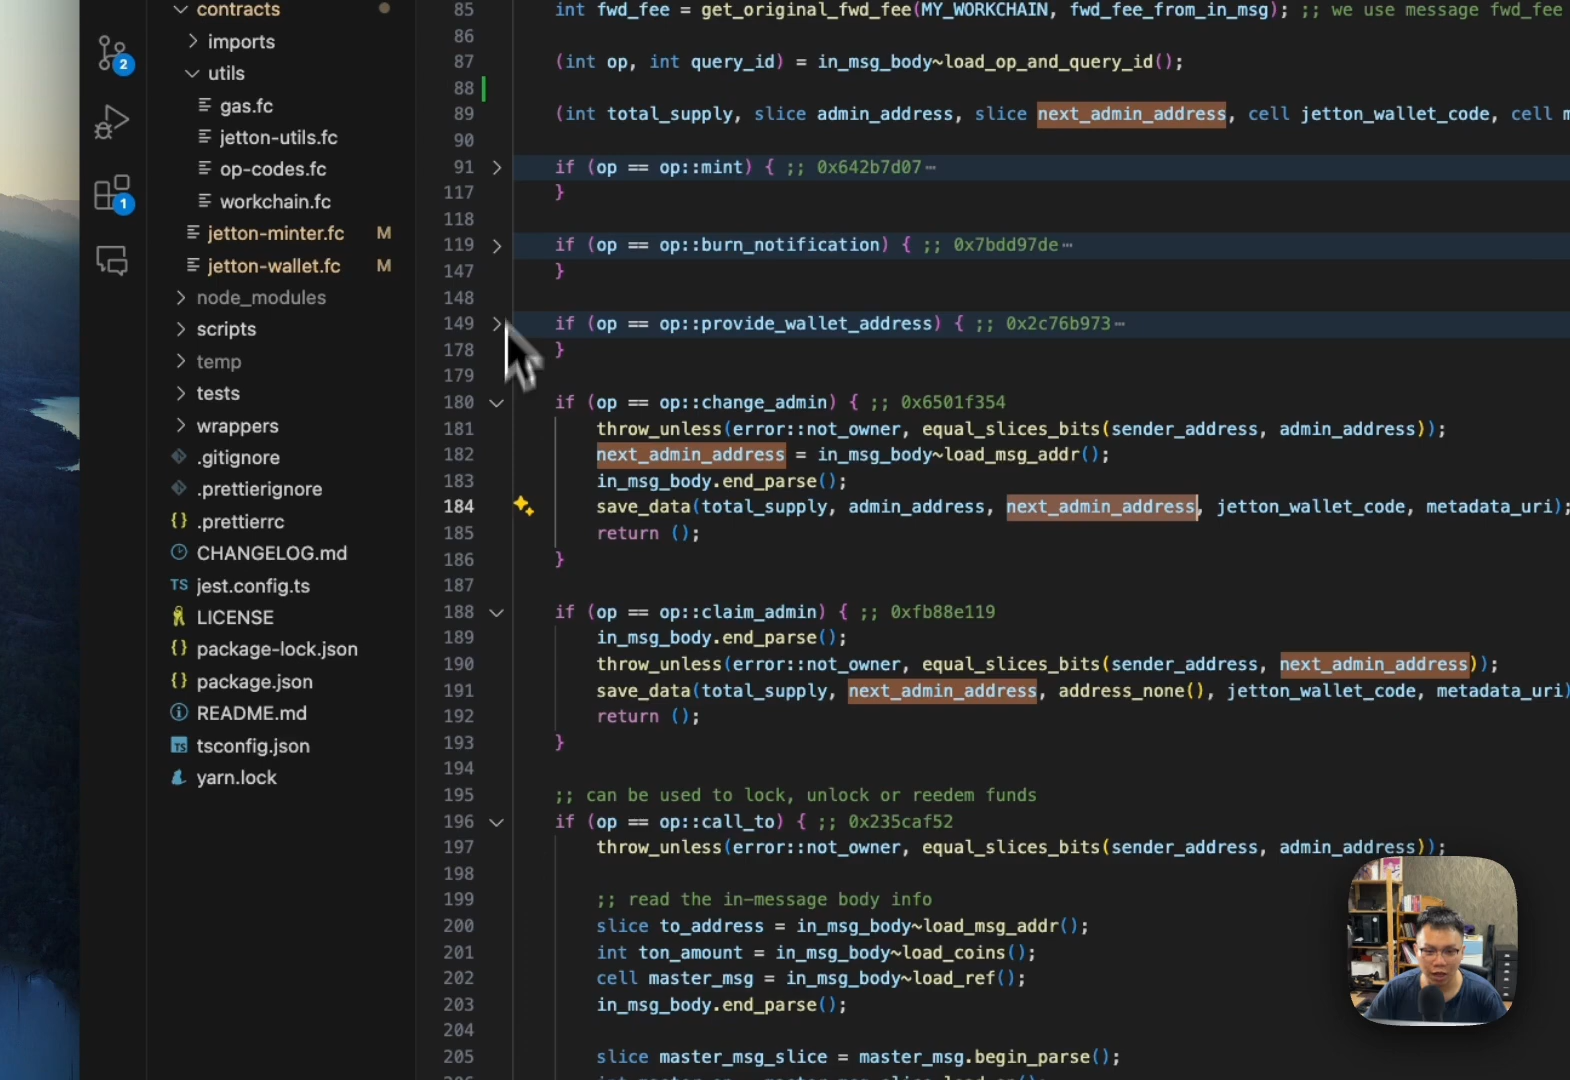 contracts
imports
utils
gas.fc
jetton-utils.fc
op-codes.fc
workchain.fc
jetton-minter.fc M
jetton-wallet.fc M
node_modules
scripts
temp
tests
wrappers
.gitignore
.prettierignore
{} .prettierrc
CHANGELOG.md
TS jest.config.ts
LICENSE
{} package-lock.json
{} package.json
README.md
TS tsconfig.json
yarn.lock
2
1
85 int fwd_fee = get_original_fwd_fee(MY_WORKCHAIN, fwd_fee_from_in_msg); ;; we use message fwd_fee
86
87 (int op, int query_id) = in_msg_body~load_op_and_query_id();
88
89 (int total_supply, slice admin_address, slice next_admin_address, cell jetton_wallet_code, cell m
90
91 if (op == op::mint) { ;; 0x642b7d07⋯
117 }
118
119 if (op == op::burn_notification) { ;; 0x7bdd97de⋯
147 }
148
149 if (op == op::provide_wallet_address) { ;; 0x2c76b973⋯
178 }
179
180 if (op == op::change_admin) { ;; 0x6501f354
181 throw_unless(error::not_owner, equal_slices_bits(sender_address, admin_address));
182 next_admin_address = in_msg_body~load_msg_addr();
183 in_msg_body.end_parse();
184 save_data(total_supply, admin_address, next_admin_address, jetton_wallet_code, metadata_uri);
185 return ();
186 }
187
188 if (op == op::claim_admin) { ;; 0xfb88e119
189 in_msg_body.end_parse();
190 throw_unless(error::not_owner, equal_slices_bits(sender_address, next_admin_address));
191 save_data(total_supply, next_admin_address, address_none(), jetton_wallet_code, metadata_uri)
192 return ();
193 }
194
195 ;; can be used to lock, unlock or reedem funds
196 if (op == op::call_to) { ;; 0x235caf52
197 throw_unless(error::not_owner, equal_slices_bits(sender_address, admin_address));
198
199 ;; read the in-message body info
200 slice to_address = in_msg_body~load_msg_addr();
201 int ton_amount = in_msg_body~load_coins();
202 cell master_msg = in_msg_body~load_ref();
203 in_msg_body.end_parse();
204
205 slice master_msg_slice = master_msg.begin_parse();